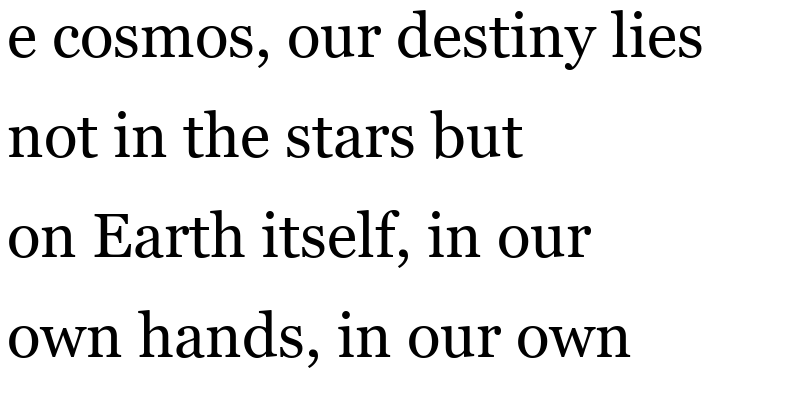 e cosmos, our destiny lies
not in the stars but
on Earth itself, in our
own hands, in our own